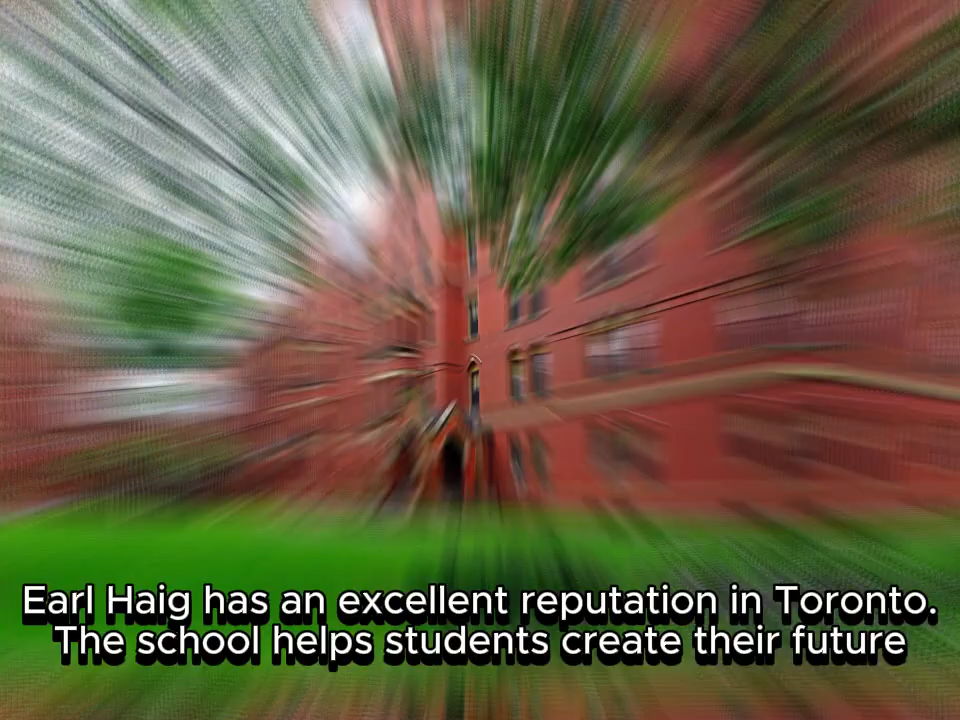 Earl Haig has an excellent reputation in Toronto.
The school helps students create their future